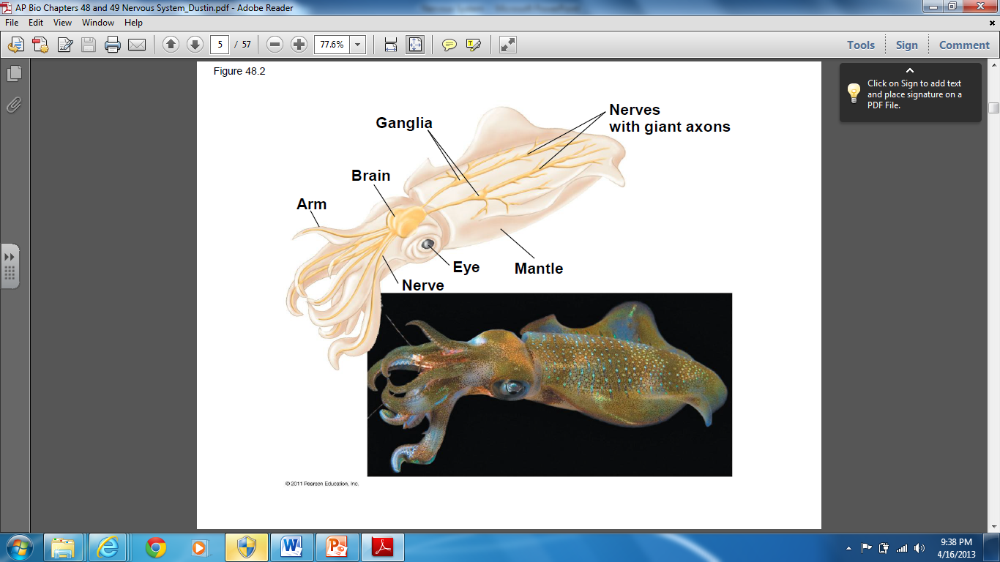 AP Bio Chapters 48 and 49 Nervous System_Dustin.pdf - Adobe Reader
File Edit View Window Help
5 / 57
77.6%
Tools Sign Comment
Click on Sign to add text
and place signature on a
PDF File.
Figure 48.2
Ganglia
Nerves
with giant axons
Brain
Arm
Eye
Mantle
Nerve
© 2011 Pearson Education, Inc.
9:38 PM
4/16/2013